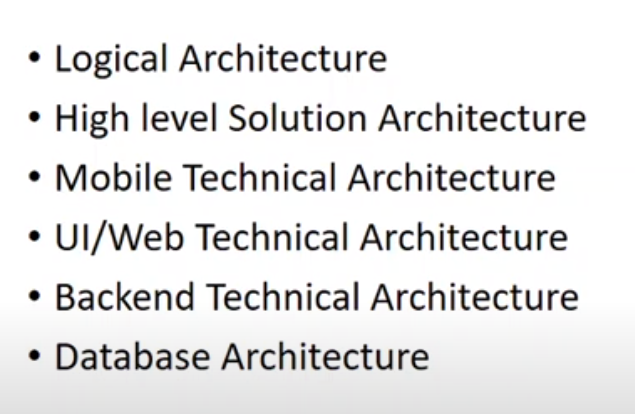 • Logical Architecture
• High level Solution Architecture
• Mobile Technical Architecture
• UI/Web Technical Architecture
• Backend Technical Architecture
• Database Architecture